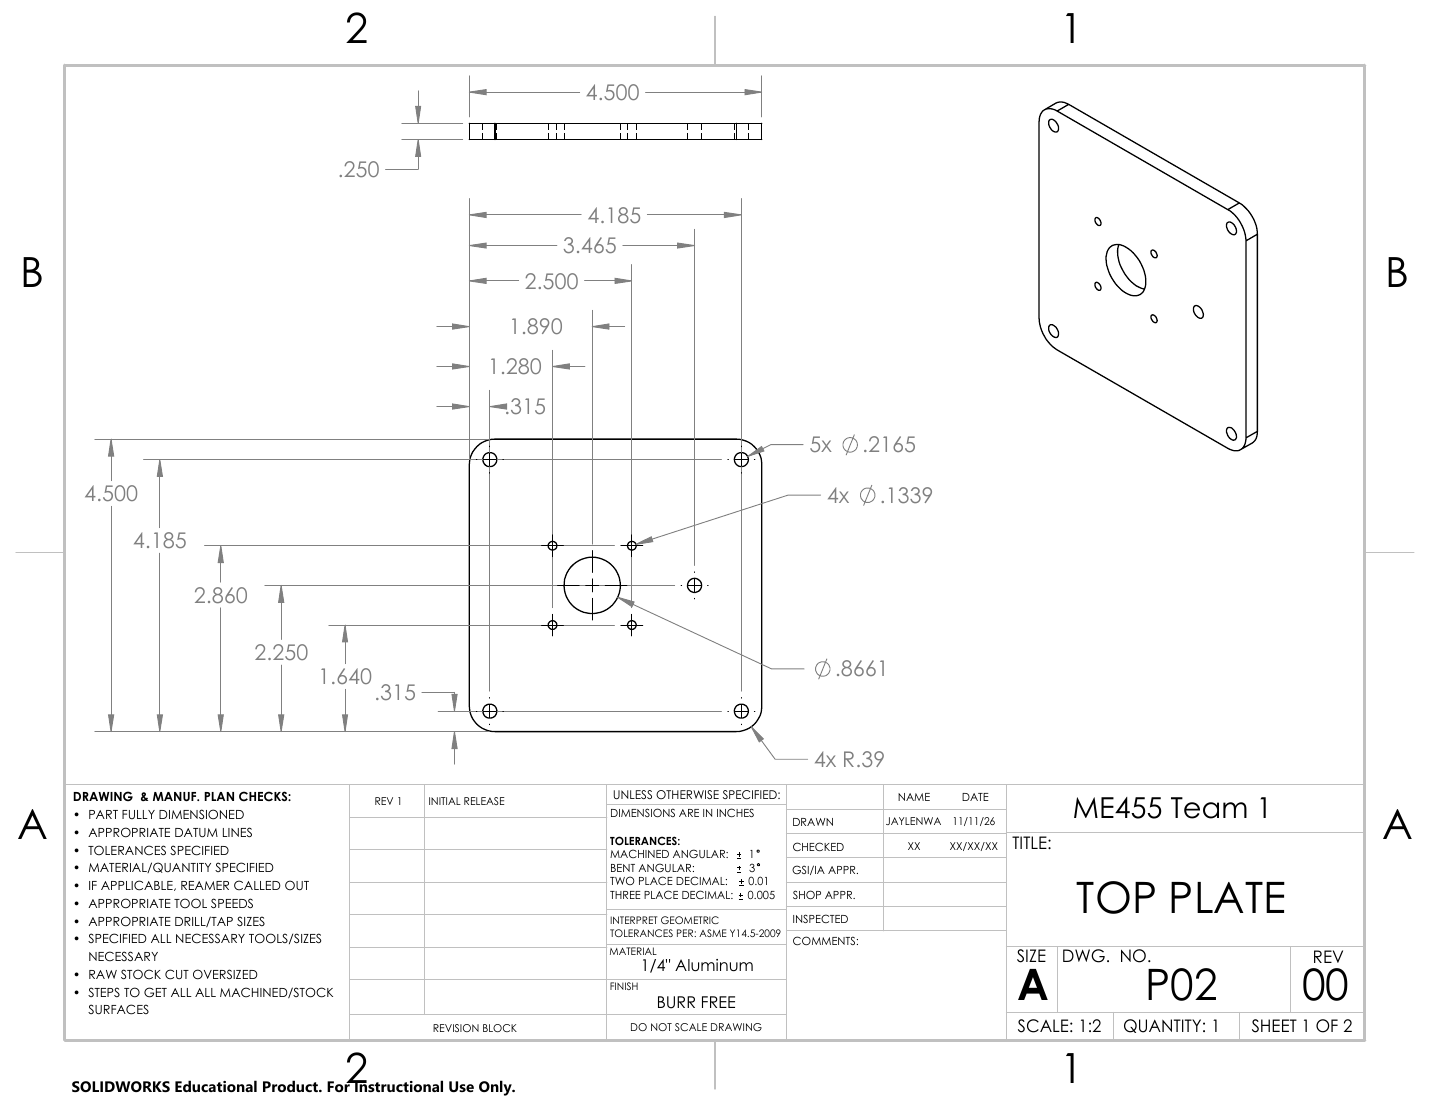 2
1
4.500
.250
4.185
3.465
B
B
2.500
1.890
1.280
.315
5x ∅.2165
4.500
4x ∅.1339
4.185
2.860
2.250
∅.8661
1.640
.315
4x R.39
A
A
DRAWING & MANUF. PLAN CHECKS:
• PART FULLY DIMENSIONED
• APPROPRIATE DATUM LINES
• TOLERANCES SPECIFIED
• MATERIAL/QUANTITY SPECIFIED
• IF APPLICABLE, REAMER CALLED OUT
• APPROPRIATE TOOL SPEEDS
• APPROPRIATE DRILL/TAP SIZES
• SPECIFIED ALL NECESSARY TOOLS/SIZES
NECESSARY
• RAW STOCK CUT OVERSIZED
• STEPS TO GET ALL ALL MACHINED/STOCK
SURFACES
REV 1 INITIAL RELEASE
REVISION BLOCK
UNLESS OTHERWISE SPECIFIED:
DIMENSIONS ARE IN INCHES
TOLERANCES:
MACHINED ANGULAR: ± 1°
BENT ANGULAR: ± 3°
TWO PLACE DECIMAL: ± 0.01
THREE PLACE DECIMAL: ± 0.005
INTERPRET GEOMETRIC
TOLERANCES PER: ASME Y14.5-2009
MATERIAL
1/4" Aluminum
FINISH
BURR FREE
DO NOT SCALE DRAWING
NAME DATE
DRAWN JAYLENWA 11/11/26
CHECKED XX XX/XX/XX
GSI/IA APPR.
SHOP APPR.
INSPECTED
COMMENTS:
ME455 Team 1
TITLE:
TOP PLATE
SIZE DWG. NO. REV
A P02 00
SCALE: 1:2 QUANTITY: 1 SHEET 1 OF 2
2
1
SOLIDWORKS Educational Product. For Instructional Use Only.